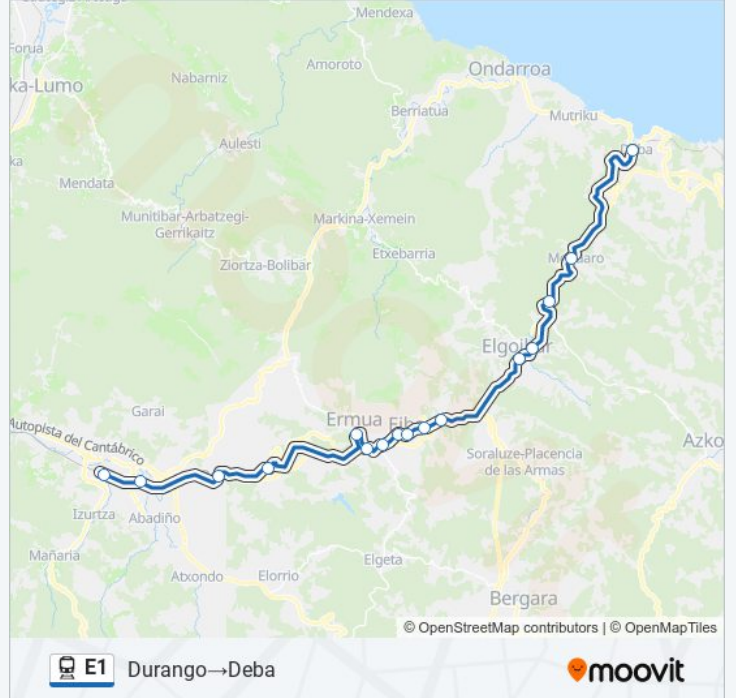 Mendexa
Forua
Amoroto
Ondarroa
Nabarniz
ka-Lumo
Berriatua
Mutriku
Aulesti
ka
Mendata
Munitibar-Arbatzegi-
Gerrikaitz
Markina-Xemein
Etxebarria
Ziortza-Bolibar
Elgoibar
Garai
Ermua
Autopista del Cantábrico
Azko
Soraluze-Placencia
de las Armas
Izurtza
Abadiño
Mañaria
Elgeta
Atxondo
Elorrio
Bergara
© OpenStreetMap contributors | © OpenMapTiles
E1 Durango→Deba
moovit